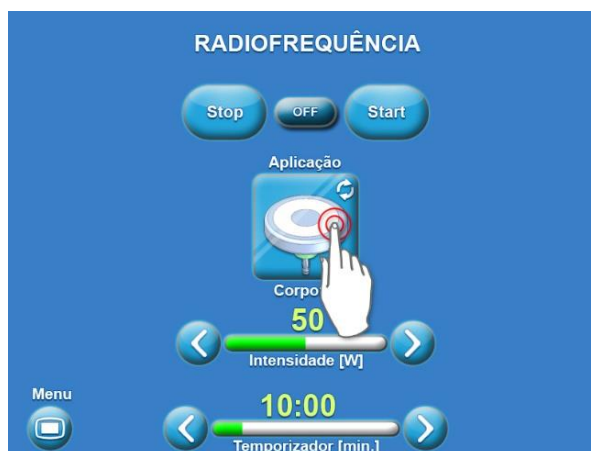 RADIOFREQUÊNCIA
Stop OFF Start
Aplicação
Corpo
50
Intensidade [W]
Menu
10:00
Temporizador [min.]